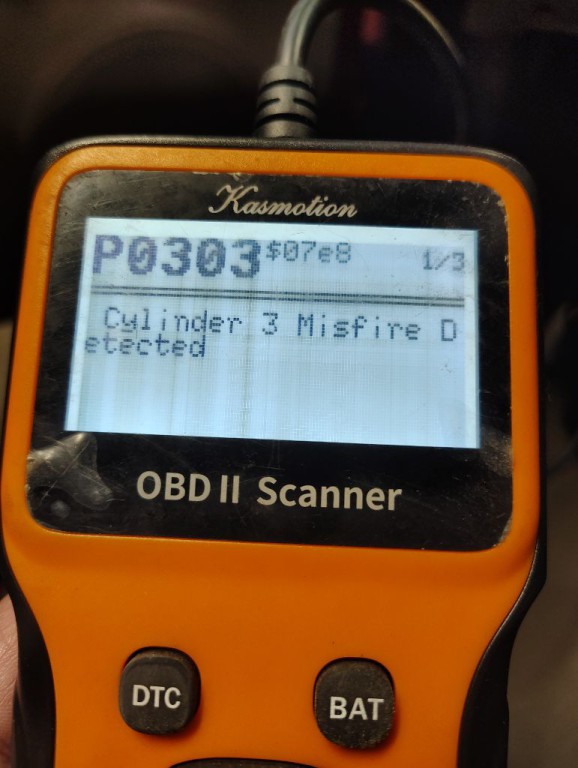 Kasmotion
P0303 $07e8 1/3
Cylinder 3 Misfire D
etected
OBD II Scanner
DTC
BAT